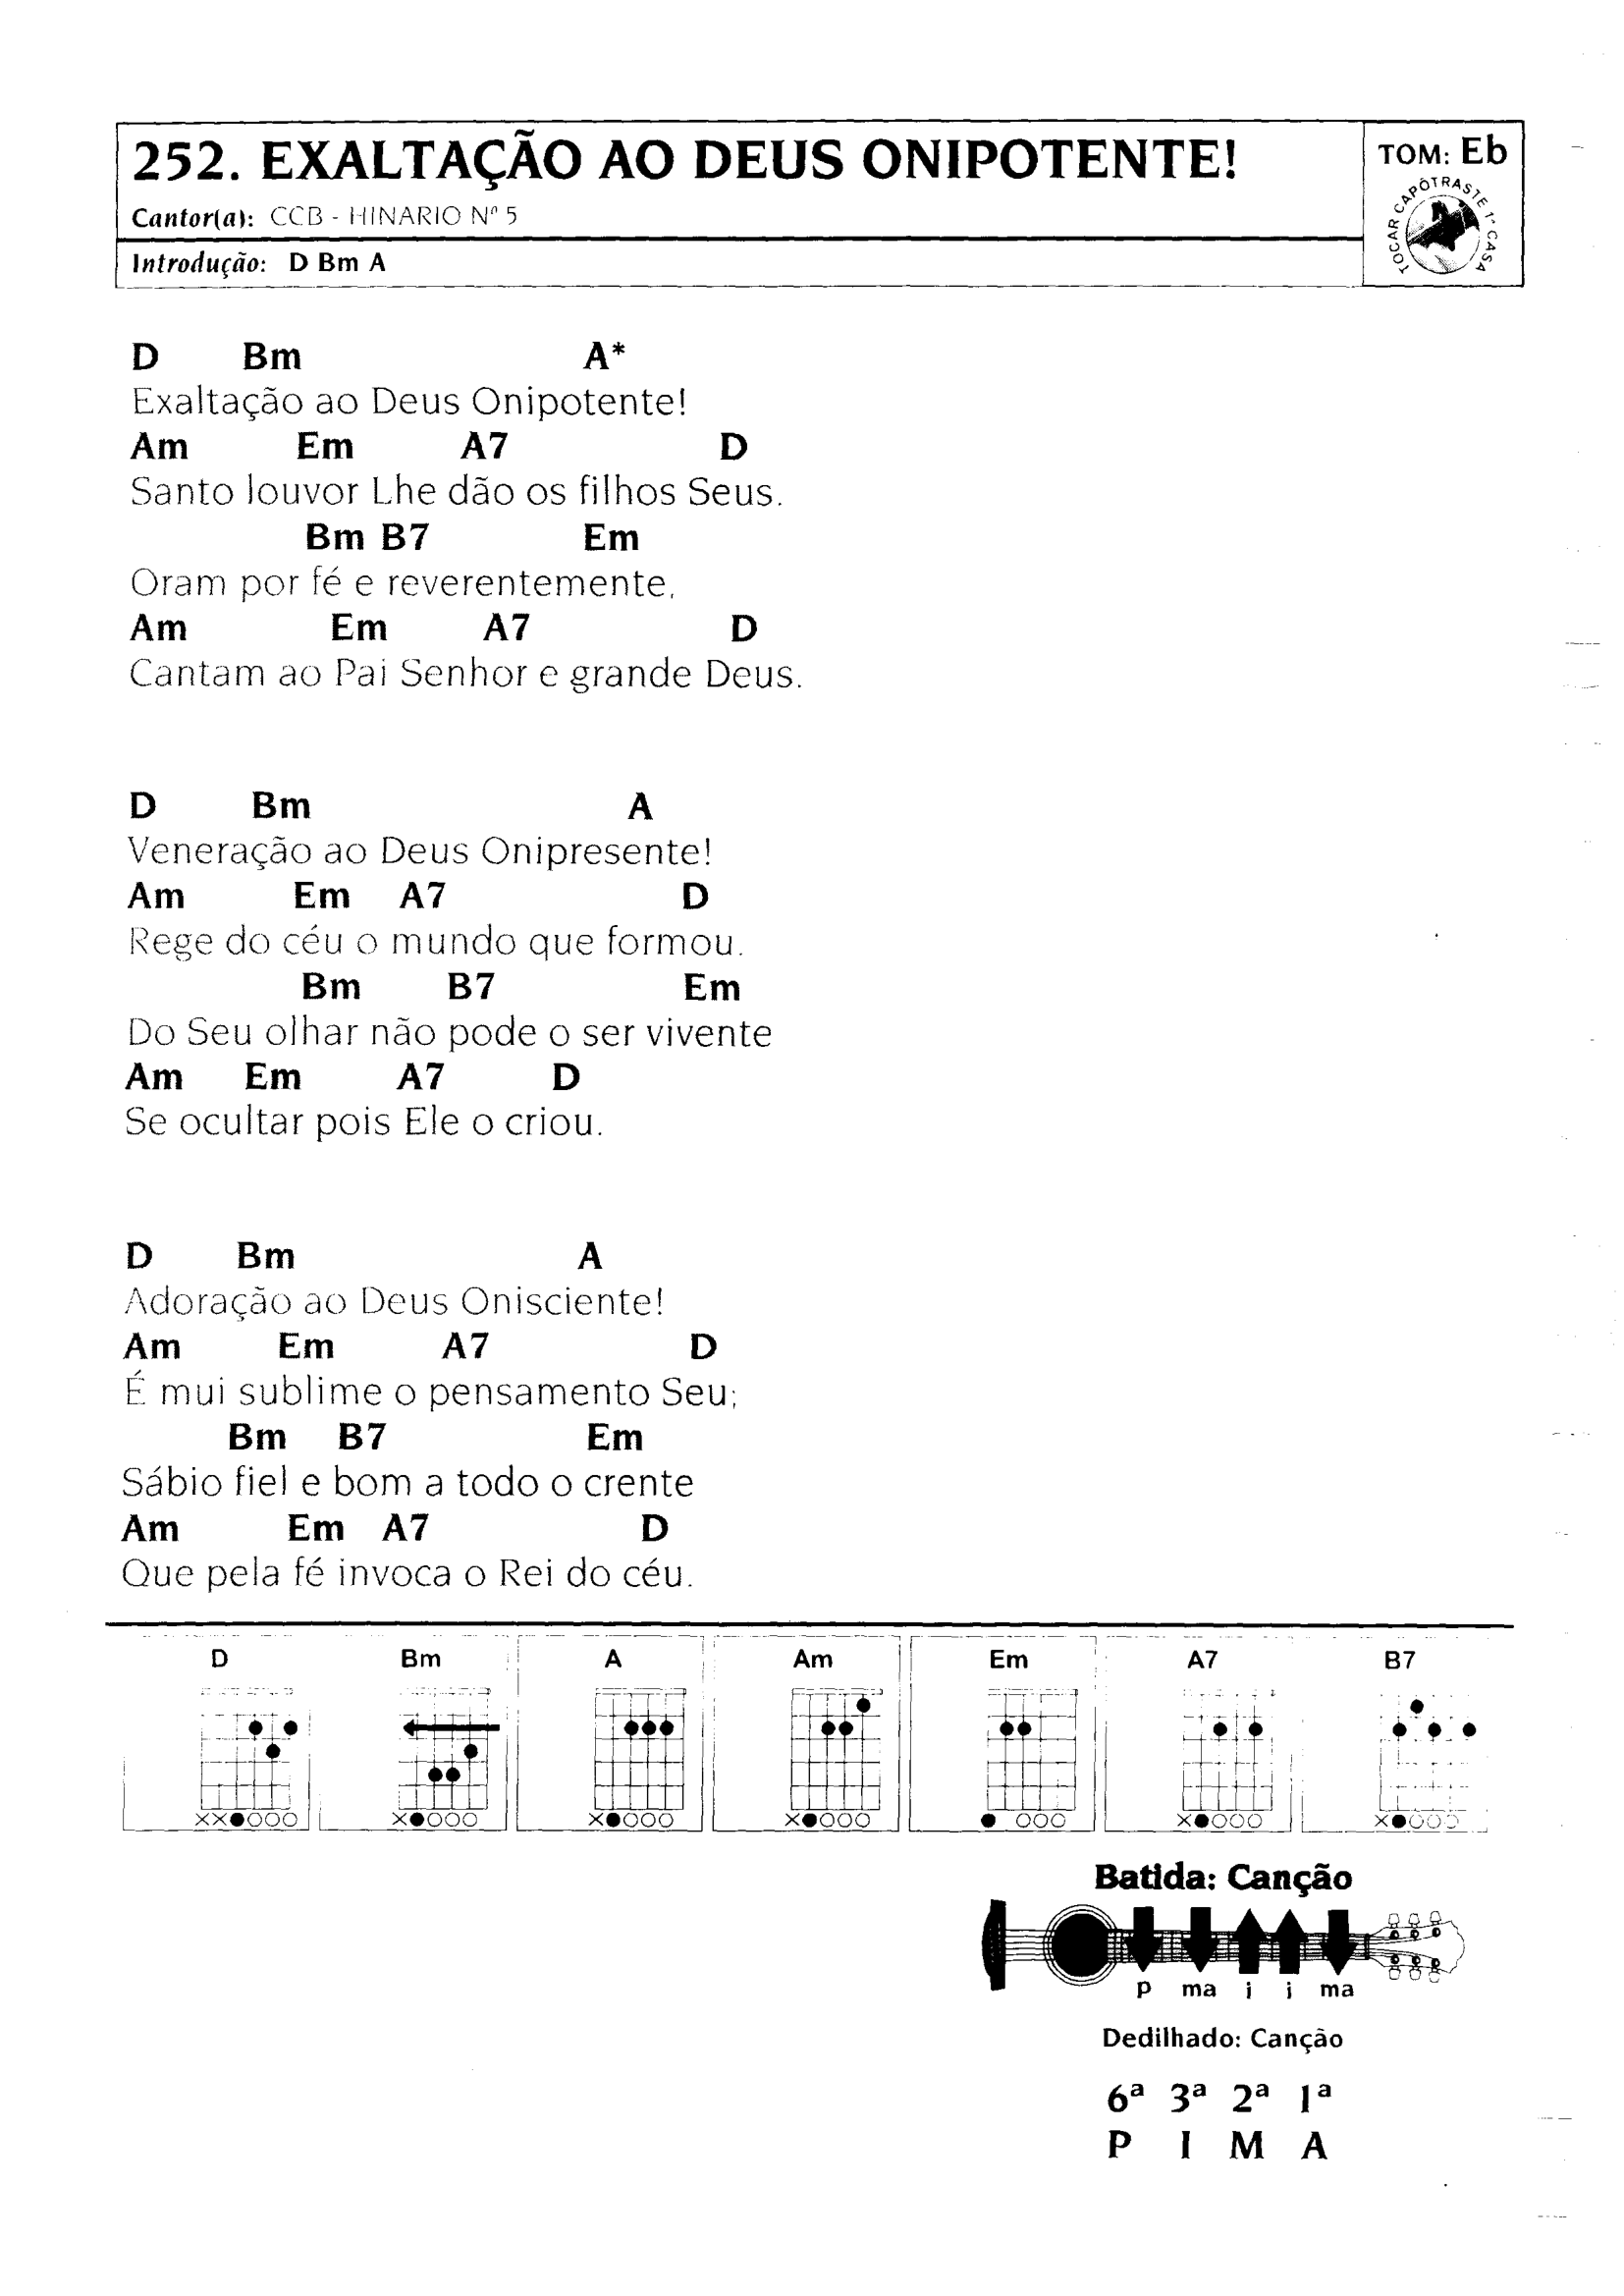 252. EXALTAÇÃO AO DEUS ONIPOTENTE!
TOM: Eb
Cantor(a): CCB - HINARIO Nº 5
TOCAR CAPÔTRASTE 1ª CASA
Introdução: D Bm A
D Bm A*
Exaltação ao Deus Onipotente!
Am Em A7 D
Santo louvor Lhe dão os filhos Seus.
Bm B7 Em
Oram por fé e reverentemente,
Am Em A7 D
Cantam ao Pai Senhor e grande Deus.
D Bm A
Veneração ao Deus Onipresente!
Am Em A7 D
Rege do céu o mundo que formou.
Bm B7 Em
Do Seu olhar não pode o ser vivente
Am Em A7 D
Se ocultar pois Ele o criou.
D Bm A
Adoração ao Deus Onisciente!
Am Em A7 D
É mui sublime o pensamento Seu;
Bm B7 Em
Sábio fiel e bom a todo o crente
Am Em A7 D
Que pela fé invoca o Rei do céu.
D Bm A Am Em A7 B7
Batida: Canção
p ma i i ma
Dedilhado: Canção
6ª 3ª 2ª 1ª
P I M A